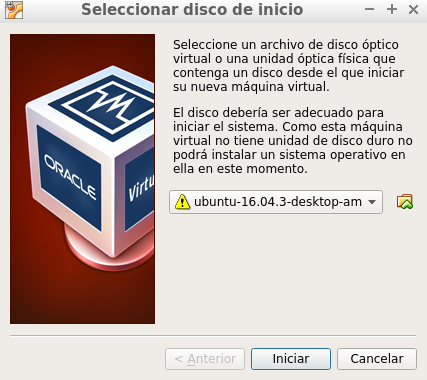 Seleccionar disco de inicio
Seleccione un archivo de disco óptico
virtual o una unidad óptica física que
contenga un disco desde el que iniciar
su nueva máquina virtual.
El disco debería ser adecuado para
iniciar el sistema. Como esta máquina
virtual no tiene unidad de disco duro no
podrá instalar un sistema operativo en
ella en este momento.
ORACLE
Virtu
ubuntu-16.04.3-desktop-am
< Anterior
Iniciar
Cancelar